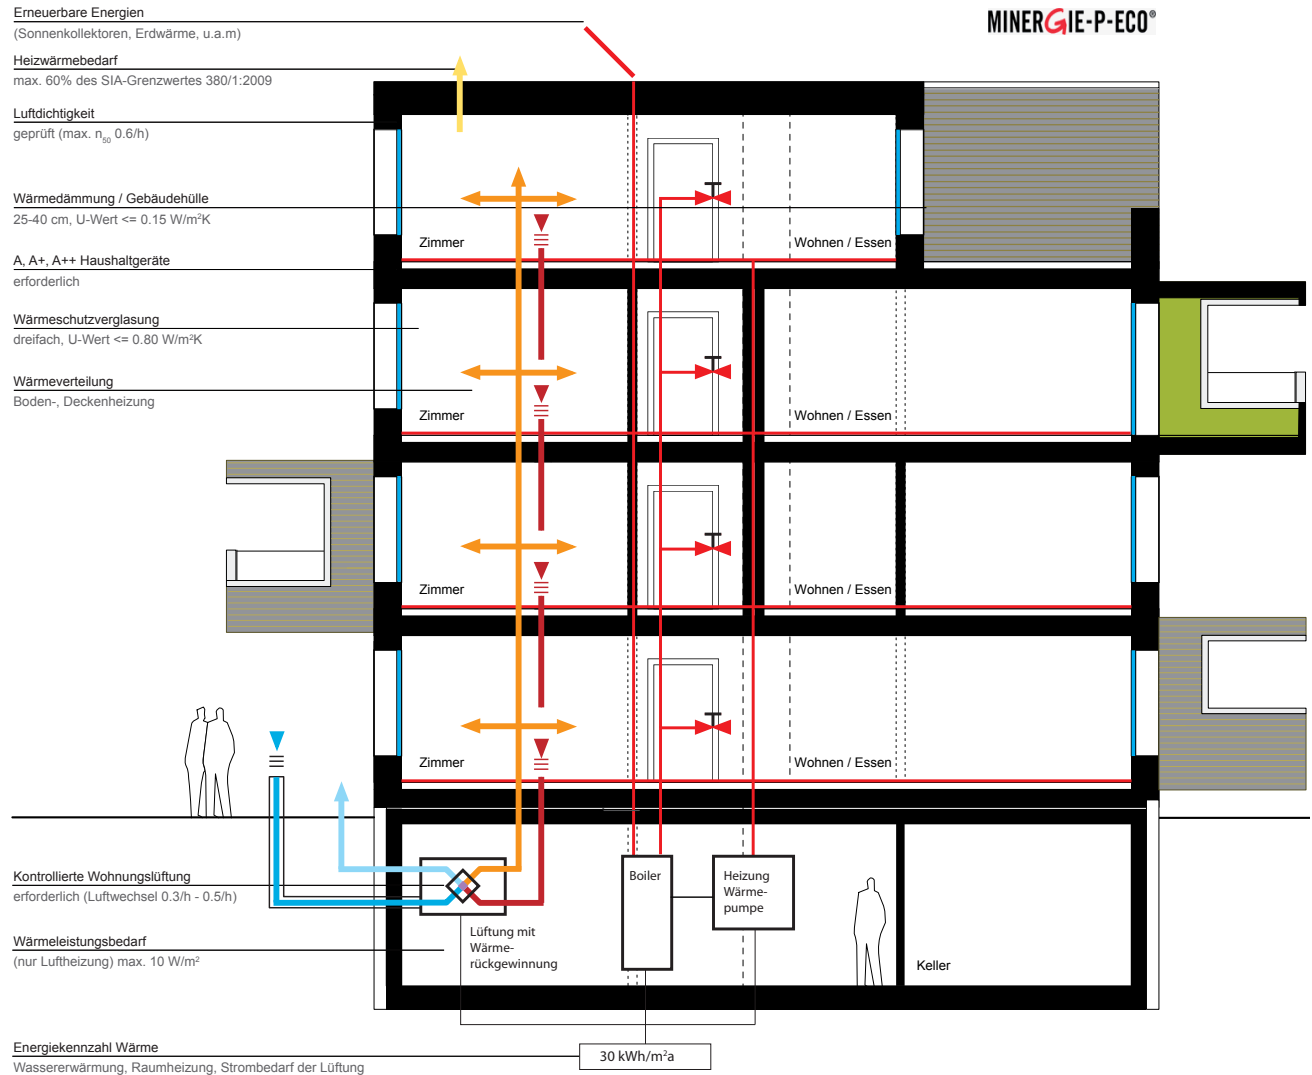 Erneuerbare Energien
(Sonnenkollektoren, Erdwärme, u.a.m)
MINERGIE-P-ECO®
Heizwärmebedarf
max. 60% des SIA-Grenzwertes 380/1:2009
Luftdichtigkeit
geprüft (max. n50 0.6/h)
Wärmedämmung / Gebäudehülle
25-40 cm, U-Wert <= 0.15 W/m²K
A, A+, A++ Haushaltgeräte
erforderlich
Wärmeschutzverglasung
dreifach, U-Wert <= 0.80 W/m²K
Wärmeverteilung
Boden-, Deckenheizung
Zimmer
Wohnen / Essen
Zimmer
Wohnen / Essen
Zimmer
Wohnen / Essen
Zimmer
Wohnen / Essen
Kontrollierte Wohnungslüftung
erforderlich (Luftwechsel 0.3/h - 0.5/h)
Wärmeleistungsbedarf
(nur Luftheizung) max. 10 W/m²
Lüftung mit
Wärme-
rückgewinnung
Boiler
Heizung
Wärme-
pumpe
Keller
Energiekennzahl Wärme
Wassererwärmung, Raumheizung, Strombedarf der Lüftung
30 kWh/m²a